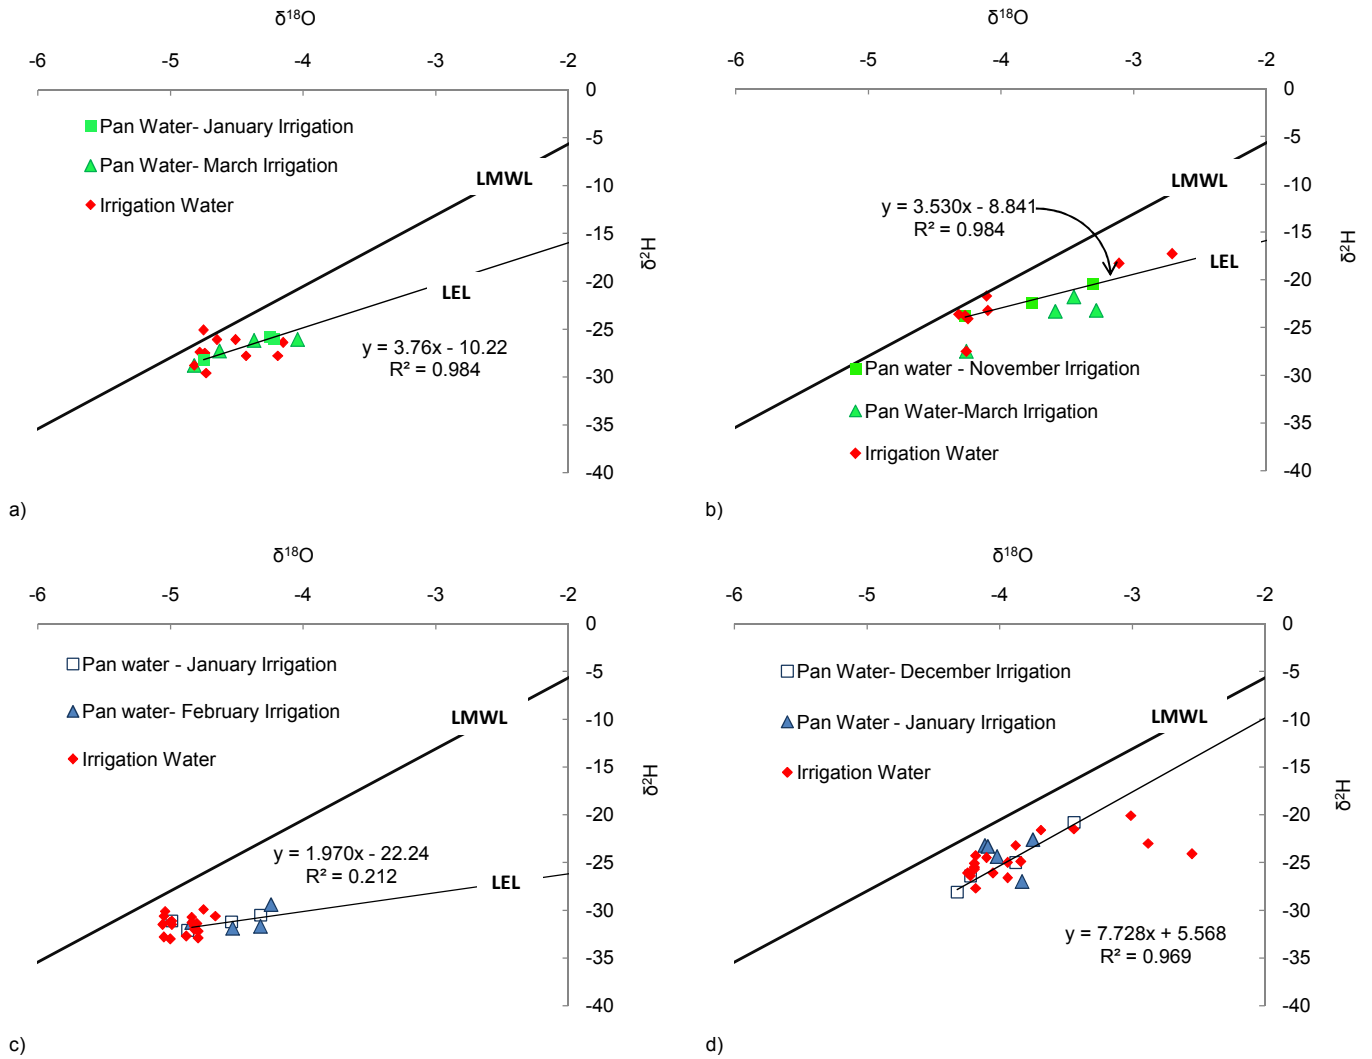 δ18O
-6 -5 -4 -3 -2
0
-5
-10
-15
-20
-25
-30
-35
-40
δ2H
Pan Water- January Irrigation
Pan Water- March Irrigation
Irrigation Water
LMWL
LEL
y = 3.76x - 10.22
R² = 0.984
a)
δ18O
-6 -5 -4 -3 -2
0
-5
-10
-15
-20
-25
-30
-35
-40
δ2H
LMWL
y = 3.530x - 8.841
R² = 0.984
LEL
Pan water - November Irrigation
Pan Water-March Irrigation
Irrigation Water
b)
δ18O
-6 -5 -4 -3 -2
0
-5
-10
-15
-20
-25
-30
-35
-40
δ2H
Pan water - January Irrigation
Pan water- February Irrigation
Irrigation Water
LMWL
y = 1.970x - 22.24
R² = 0.212
LEL
c)
δ18O
-6 -5 -4 -3 -2
0
-5
-10
-15
-20
-25
-30
-35
-40
δ2H
Pan Water- December Irrigation
Pan Water - January Irrigation
Irrigation Water
LMWL
y = 7.728x + 5.568
R² = 0.969
d)